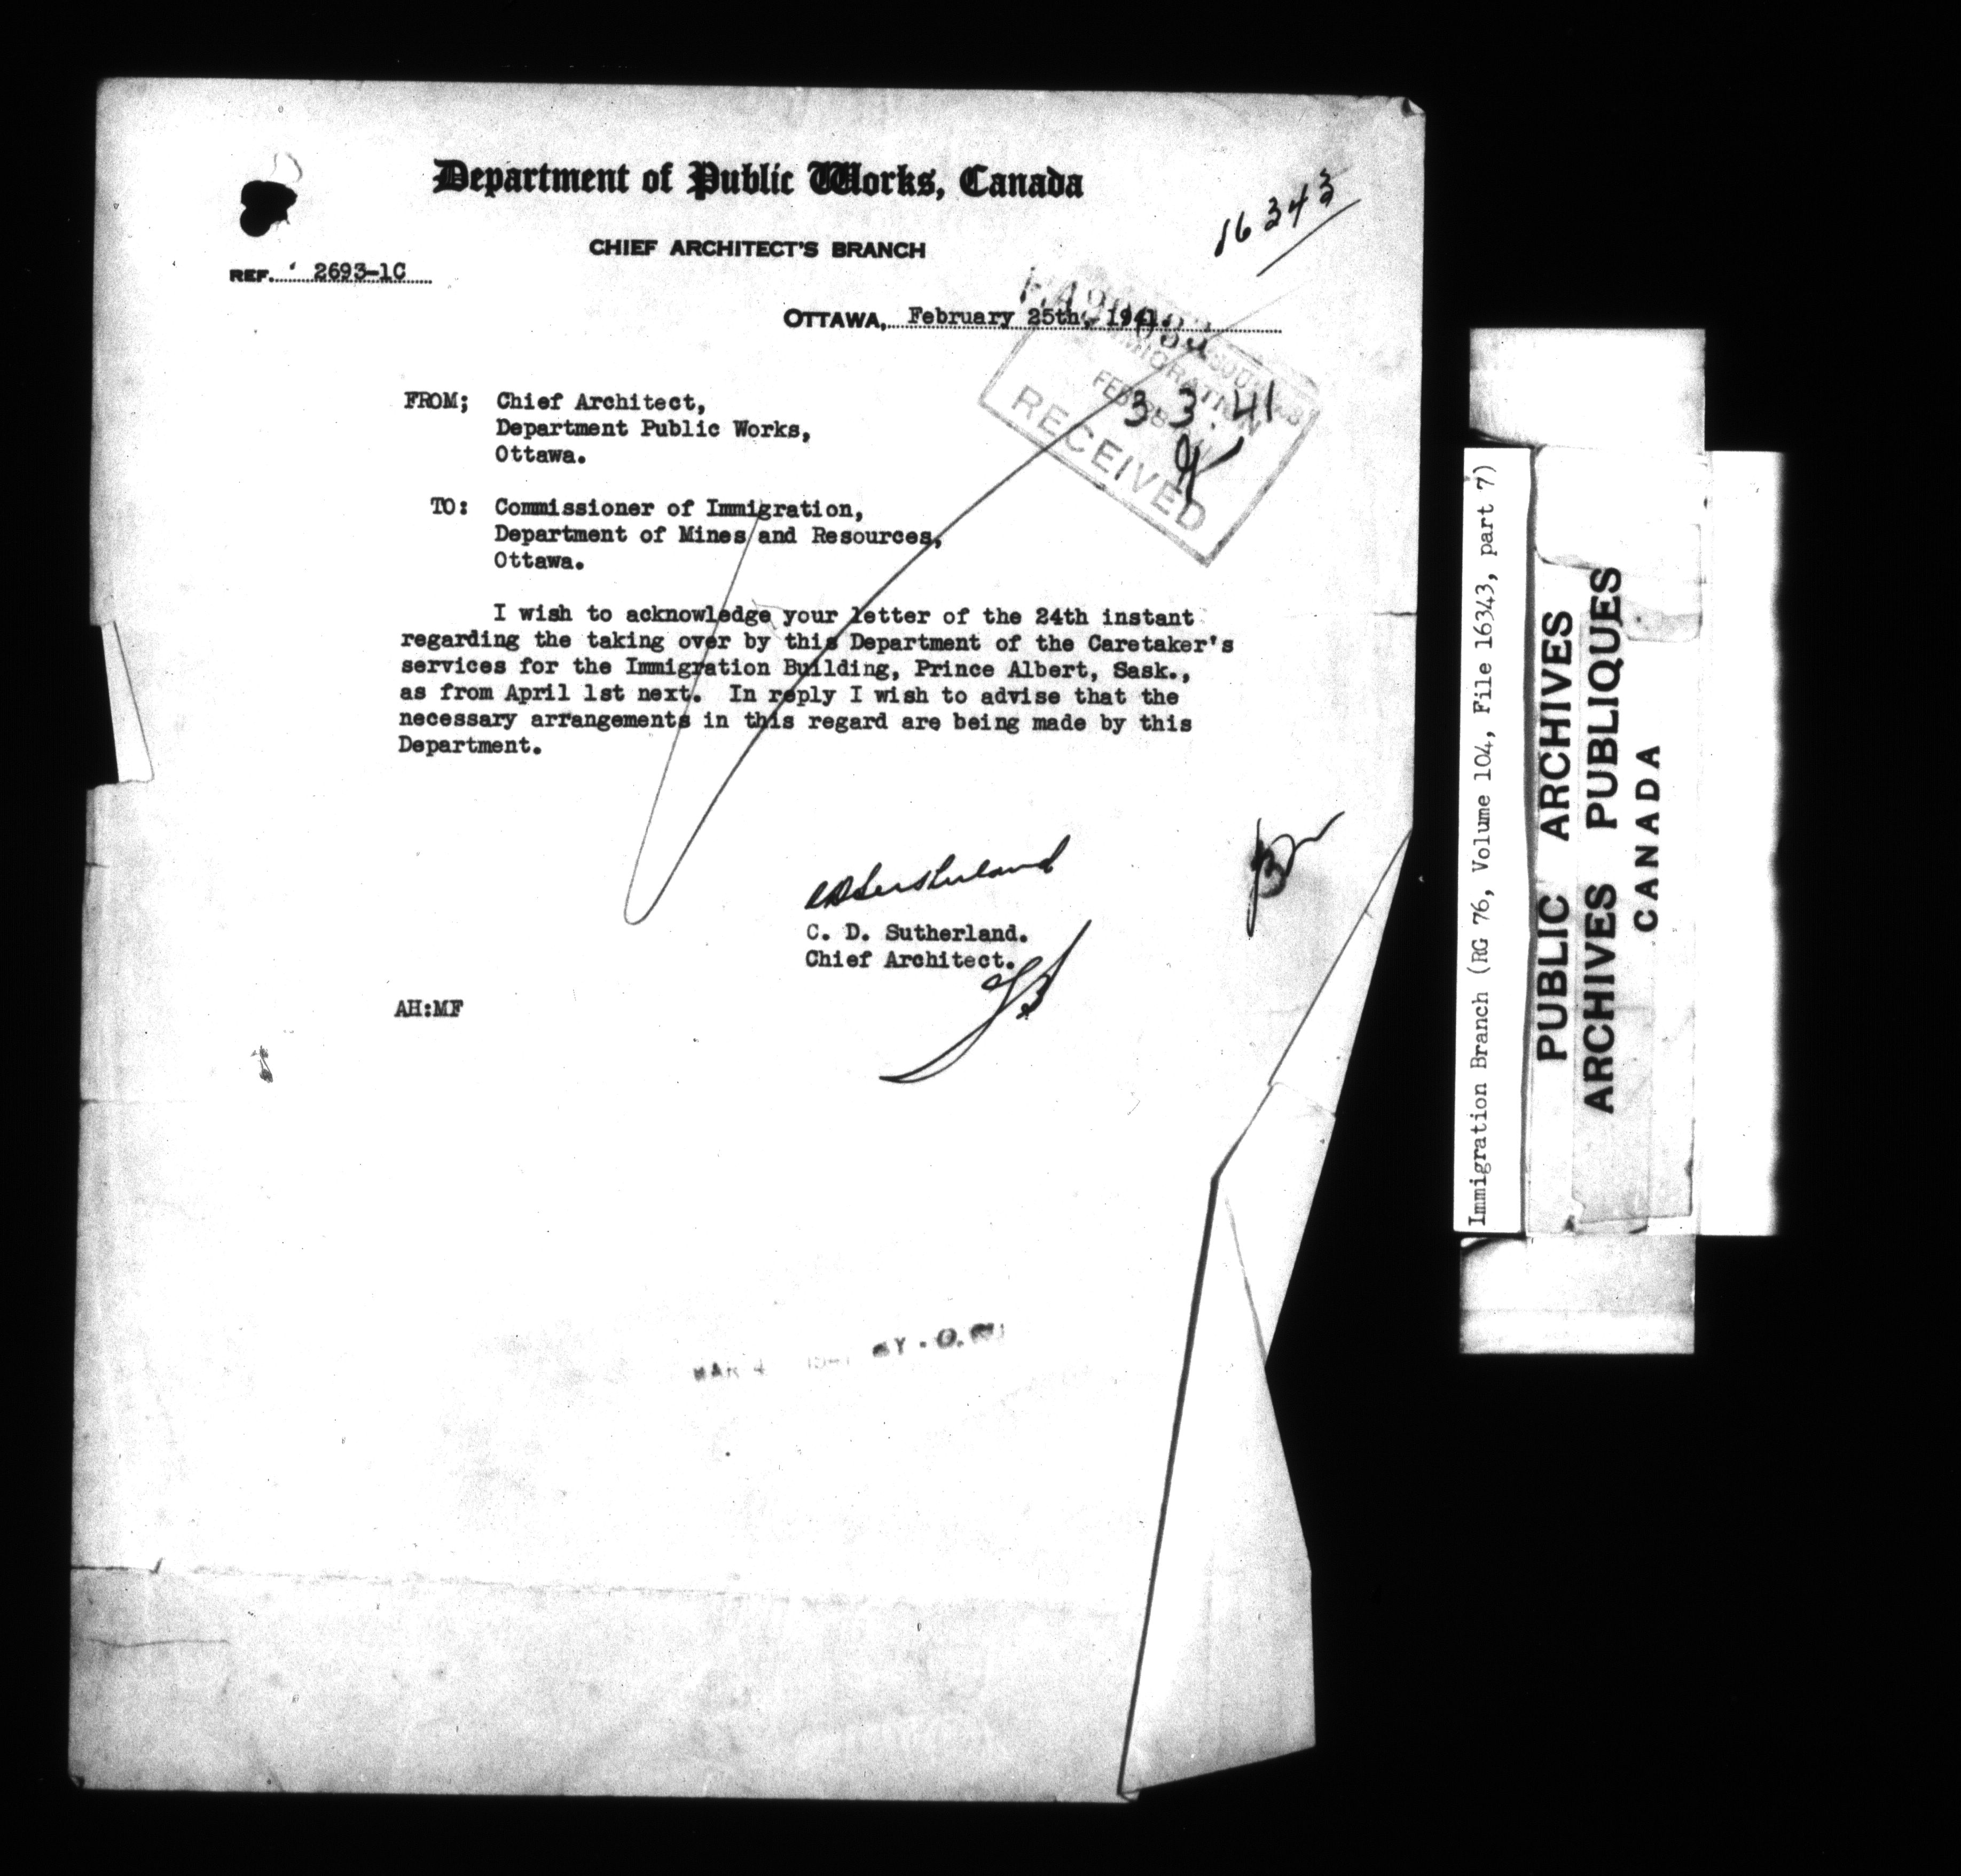 Department of Public Works, Canada
16343
CHIEF ARCHITECT'S BRANCH
REF. 2693-1C
OTTAWA, February 25th, 1941.
IMMIGRATION
3.3.41
RECEIVED
FROM; Chief Architect,
Department Public Works,
Ottawa.
TO: Commissioner of Immigration,
Department of Mines and Resources,
Ottawa.
I wish to acknowledge your letter of the 24th instant
regarding the taking over by this Department of the Caretaker's
services for the Immigration Building, Prince Albert, Sask.,
as from April 1st next. In reply I wish to advise that the
necessary arrangements in this regard are being made by this
Department.
CDSutherland
C. D. Sutherland.
Chief Architect.
AH:MF
MAR 4
Immigration Branch (RG 76, Volume 104, File 16343, part 7)
PUBLIC ARCHIVES
ARCHIVES PUBLIQUES
CANADA